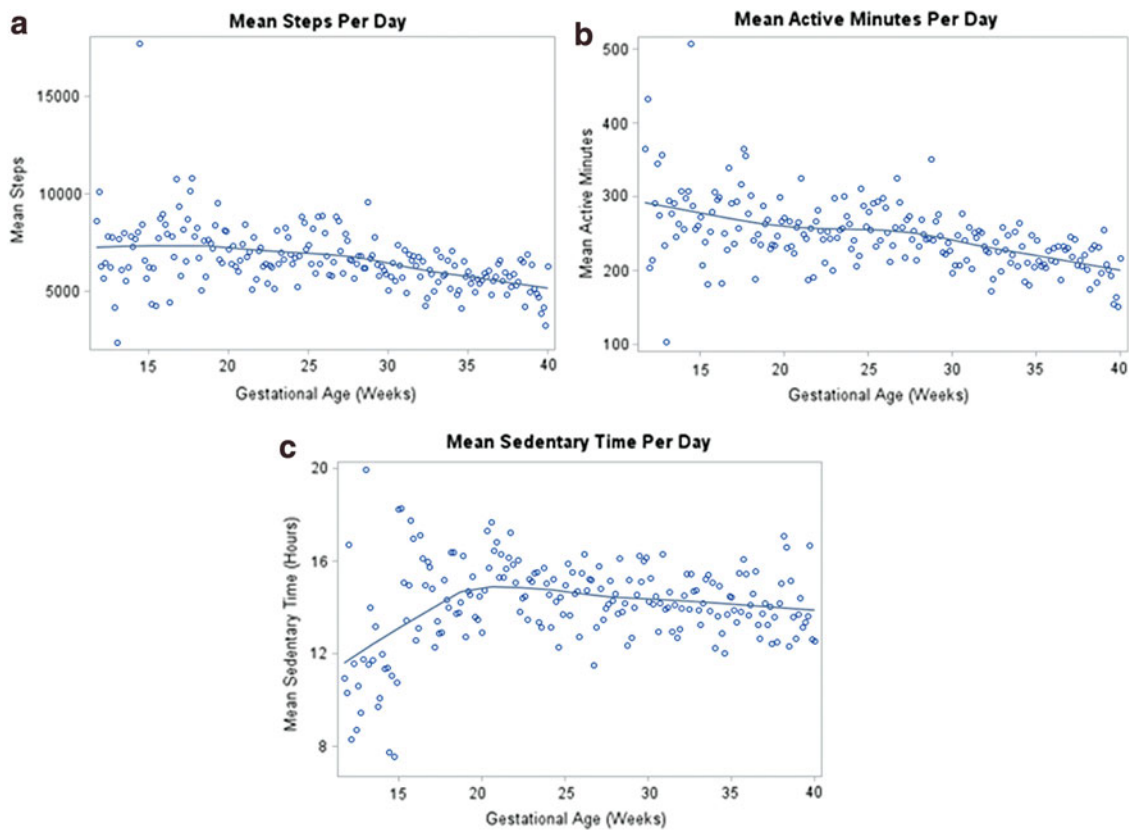 a
Mean Steps Per Day
Mean Steps
15000
10000
5000
15 20 25 30 35 40
Gestational Age (Weeks)
b
Mean Active Minutes Per Day
Mean Active Minutes
500
400
300
200
100
15 20 25 30 35 40
Gestational Age (Weeks)
c
Mean Sedentary Time Per Day
Mean Sedentary Time (Hours)
20
16
12
8
15 20 25 30 35 40
Gestational Age (Weeks)